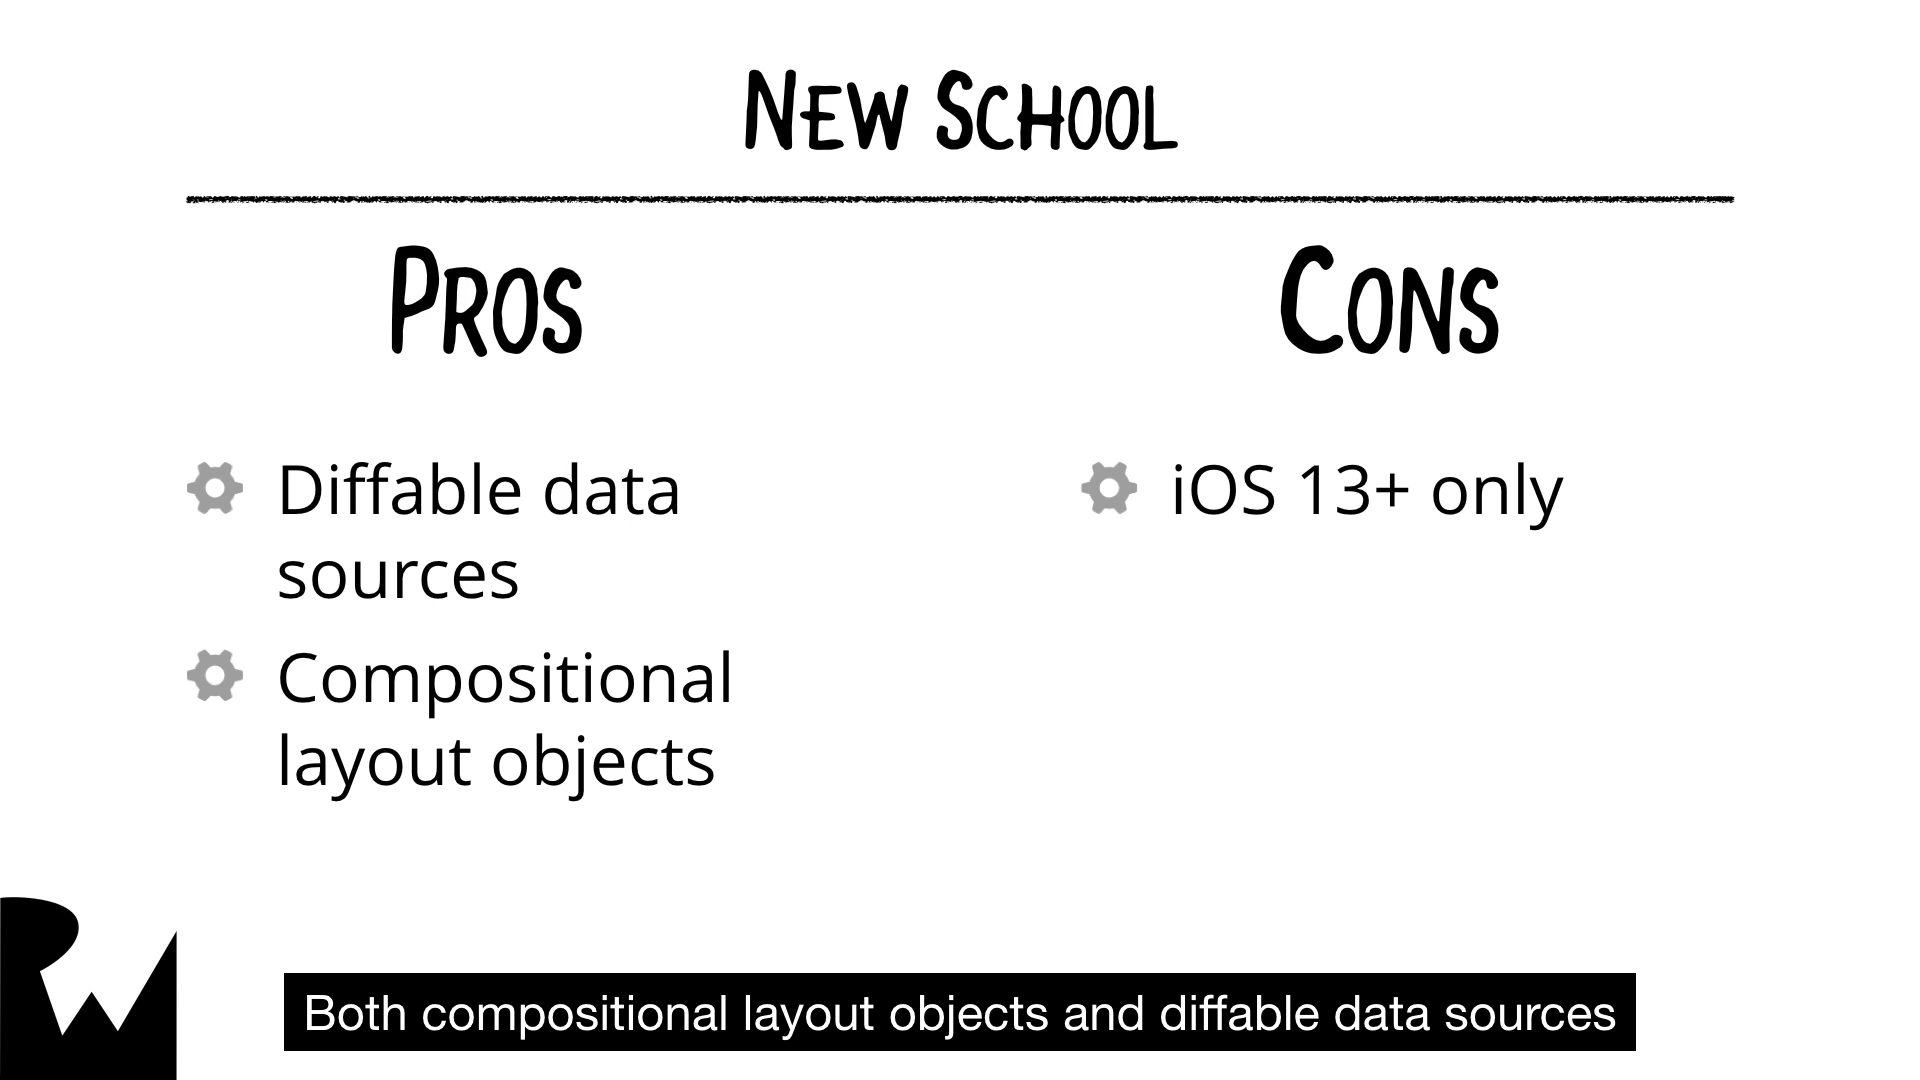 New School
Pros
Cons
Diffable data
sources
Compositional
layout objects
iOS 13+ only
RW
Both compositional layout objects and diffable data sources